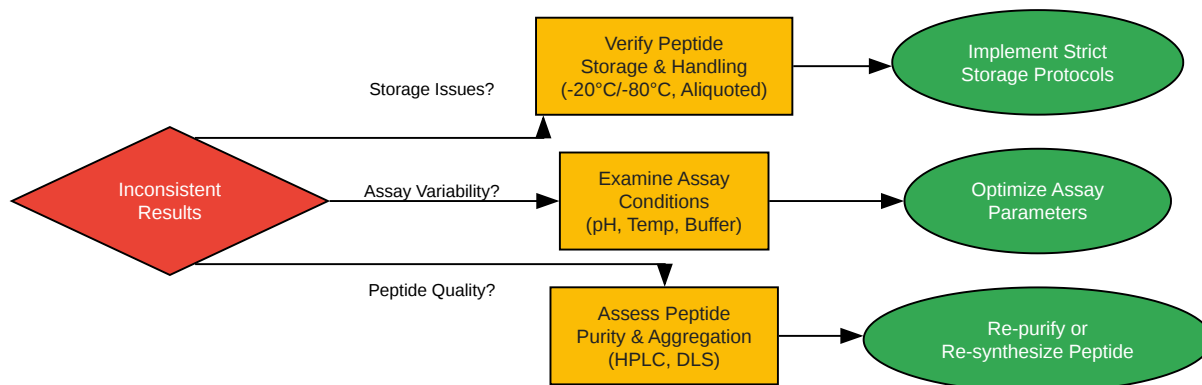 Verify Peptide
Storage & Handling
(-20°C/-80°C, Aliquoted)
Implement Strict
Storage Protocols
Storage Issues?
Inconsistent
Results
Assay Variability?
Examine Assay
Conditions
(pH, Temp, Buffer)
Optimize Assay
Parameters
Peptide Quality?
Assess Peptide
Purity & Aggregation
(HPLC, DLS)
Re-purify or
Re-synthesize Peptide